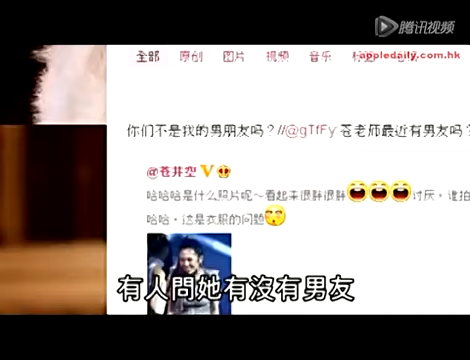 腾讯视频
appledaily.com.hk
全部 原创 图片 视频 音乐
你们不是我的男朋友吗？//@gTfFy 苍老师最近有男友吗？
@苍井空
哈哈哈是什么照片呢～看起来很胖很胖 讨厌。谁拍
哈哈。这是衣服的问题
有人問她有沒有男友